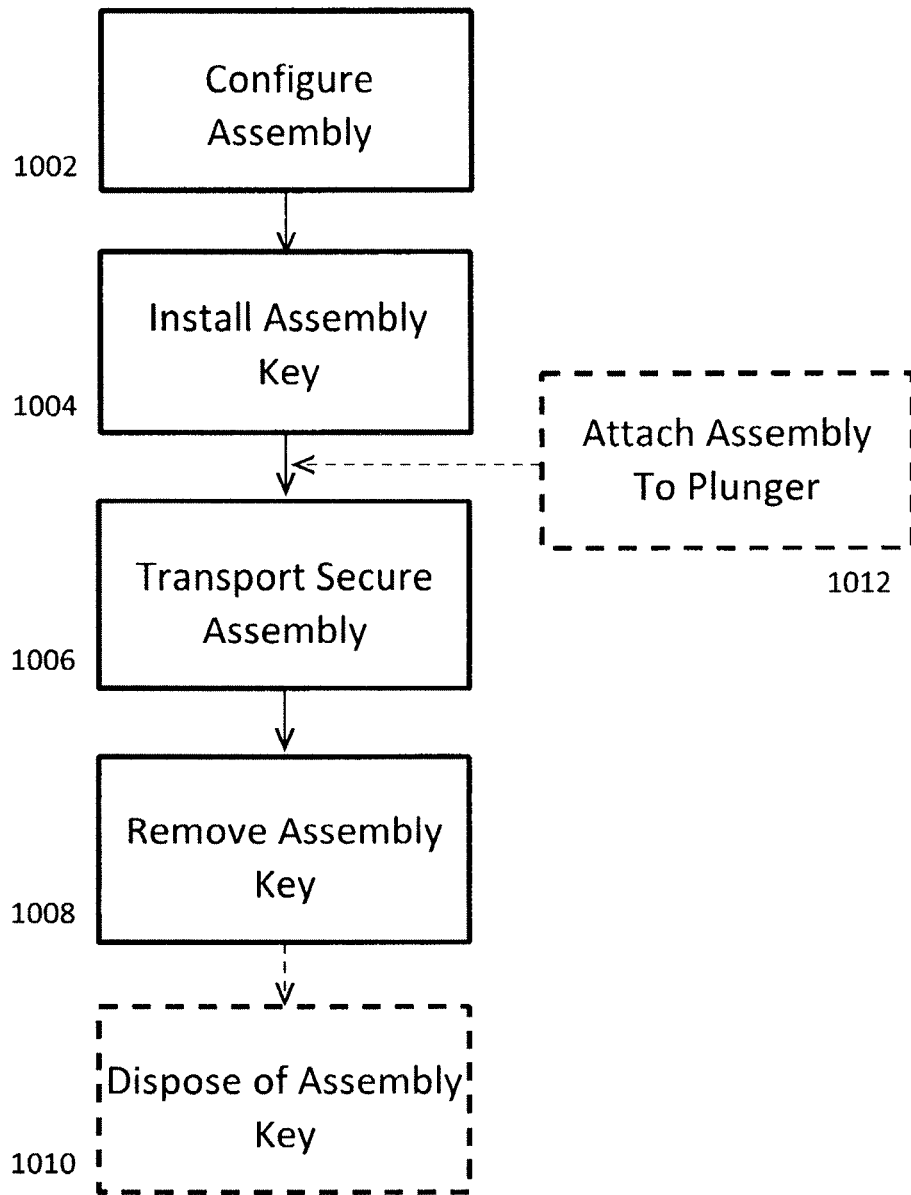 Configure
Assembly
1002
Install Assembly
Key
1004
Attach Assembly
To Plunger
1012
Transport Secure
Assembly
1006
Remove Assembly
Key
1008
Dispose of Assembly
Key
1010